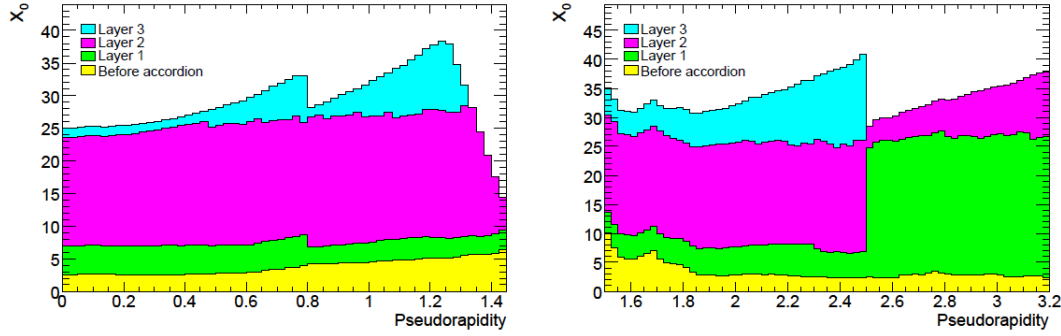 X0
40
35
30
25
20
15
10
5
0
Layer 3
Layer 2
Layer 1
Before accordion
0 0.2 0.4 0.6 0.8 1 1.2 1.4
Pseudorapidity
X0
45
40
35
30
25
20
15
10
5
0
Layer 3
Layer 2
Layer 1
Before accordion
1.6 1.8 2 2.2 2.4 2.6 2.8 3 3.2
Pseudorapidity